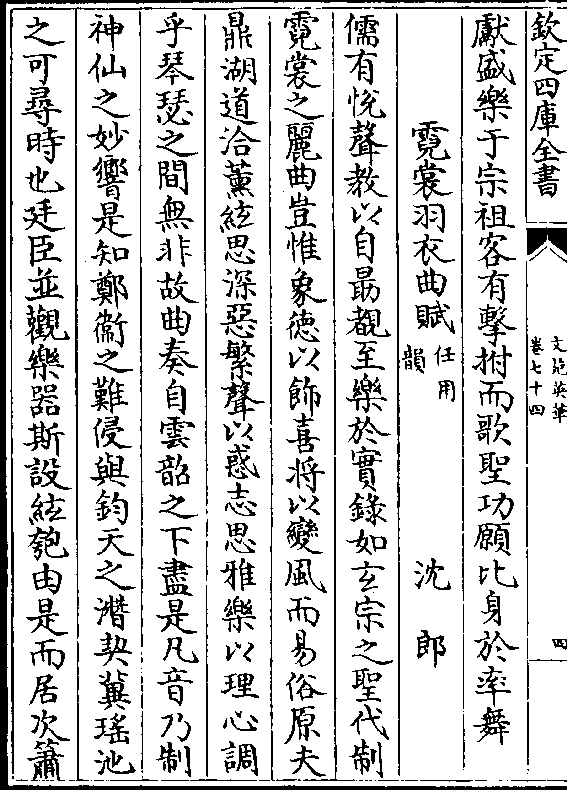 欽定四庫全書
文苑英華
卷七十四
四
獻盛樂于宗祖客有擊拊而歌聖功願比身於率舞
霓裳羽衣曲賦任用韻 沈郎
儒有悅聲教以自勗覩至樂於實錄如玄宗之聖代制
霓裳之麗曲豈惟象德以飾喜将以變風而易俗原夫
鼎湖道洽薰絃思深惡繁聲以惑志思雅樂以理心調
乎琴瑟之間無非故曲奏自雲韶之下盡是凡音乃制
神仙之妙響是知鄭衞之難侵與鈞天之潛契冀瑤池
之可尋時也廷臣並觀樂器斯設絃匏由是而居次簫